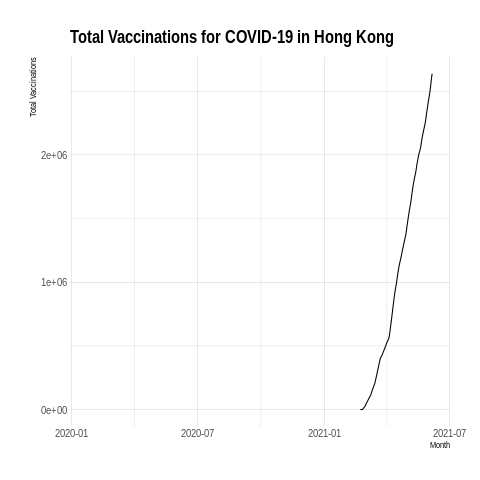 Total Vaccinations for COVID-19 in Hong Kong
Total Vaccinations
2e+06
1e+06
0e+00
2020-01 2020-07 2021-01 2021-07
Month